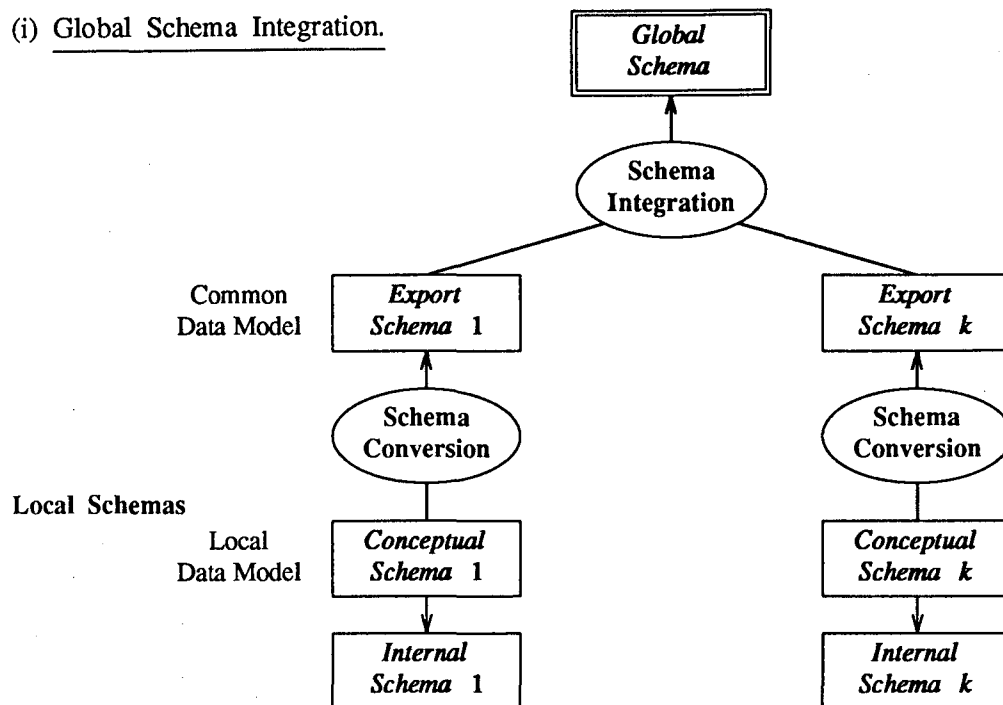 (i) Global Schema Integration.
Global
Schema
Schema
Integration
Common
Data Model
Export
Schema 1
Export
Schema k
Schema
Conversion
Schema
Conversion
Local Schemas
Local
Data Model
Conceptual
Schema 1
Conceptual
Schema k
Internal
Schema 1
Internal
Schema k